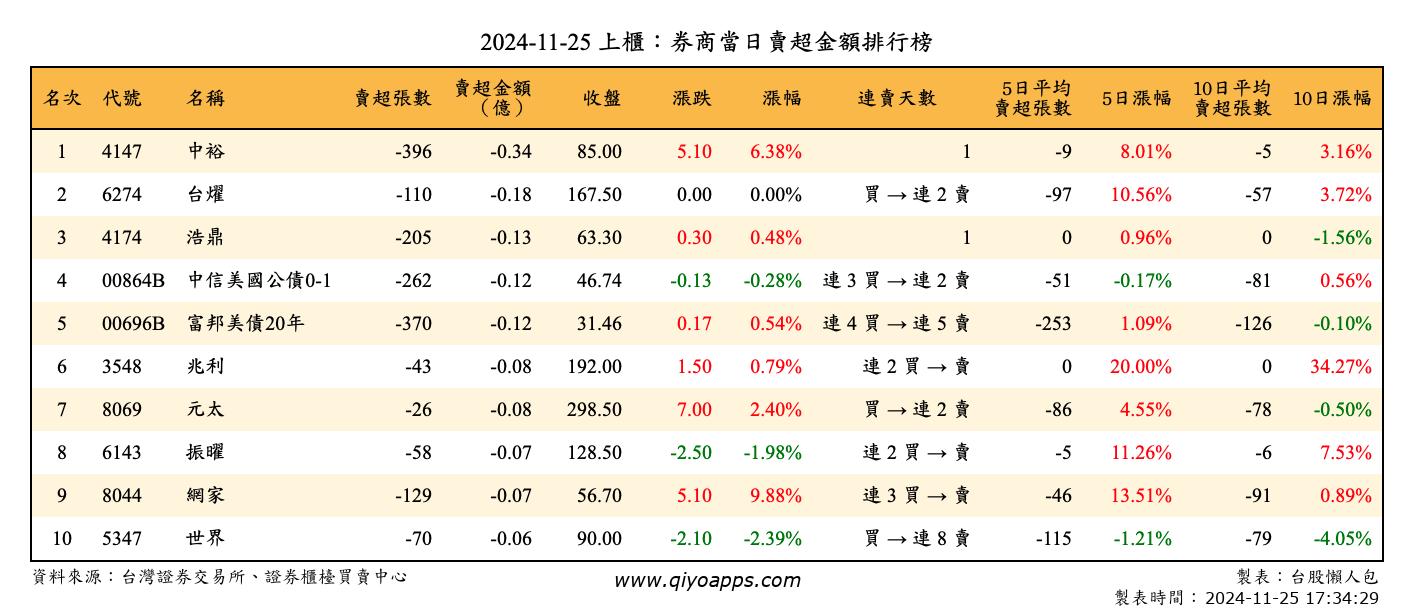 2024-11-25 上櫃：券商當日賣超金額排行榜
名次 代號 名稱 賣超張數 賣超金額（億） 收盤 漲跌 漲幅 連賣天數 5日平均賣超張數 5日漲幅 10日平均賣超張數 10日漲幅
1 4147 中裕 -396 -0.34 85.00 5.10 6.38% 1 -9 8.01% -5 3.16%
2 6274 台燿 -110 -0.18 167.50 0.00 0.00% 買 → 連 2 賣 -97 10.56% -57 3.72%
3 4174 浩鼎 -205 -0.13 63.30 0.30 0.48% 1 0 0.96% 0 -1.56%
4 00864B 中信美國公債0-1 -262 -0.12 46.74 -0.13 -0.28% 連 3 買 → 連 2 賣 -51 -0.17% -81 0.56%
5 00696B 富邦美債20年 -370 -0.12 31.46 0.17 0.54% 連 4 買 → 連 5 賣 -253 1.09% -126 -0.10%
6 3548 兆利 -43 -0.08 192.00 1.50 0.79% 連 2 買 → 賣 0 20.00% 0 34.27%
7 8069 元太 -26 -0.08 298.50 7.00 2.40% 買 → 連 2 賣 -86 4.55% -78 -0.50%
8 6143 振曜 -58 -0.07 128.50 -2.50 -1.98% 連 2 買 → 賣 -5 11.26% -6 7.53%
9 8044 網家 -129 -0.07 56.70 5.10 9.88% 連 3 買 → 賣 -46 13.51% -91 0.89%
10 5347 世界 -70 -0.06 90.00 -2.10 -2.39% 買 → 連 8 賣 -115 -1.21% -79 -4.05%
資料來源：台灣證券交易所、證券櫃檯買賣中心 www.qiyoapps.com 製表：台股懶人包
製表時間：2024-11-25 17:34:29